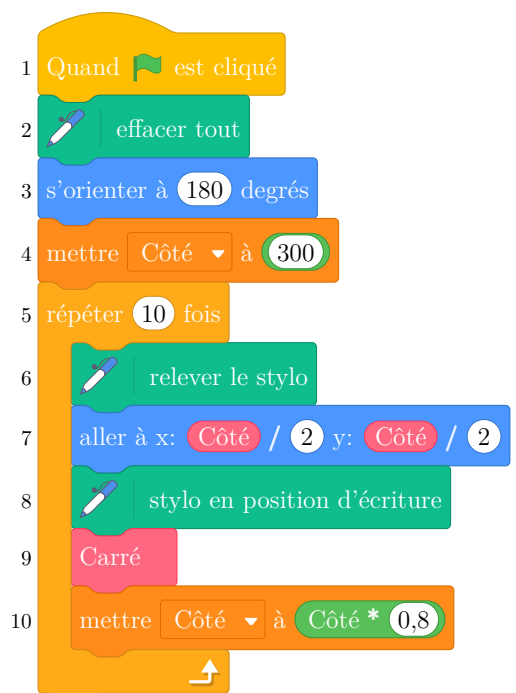 1 Quand est cliqué
2 effacer tout
3 s'orienter à 180 degrés
4 mettre Côté à 300
5 répéter 10 fois
6 relever le stylo
7 aller à x: Côté / 2 y: Côté / 2
8 stylo en position d'écriture
9 Carré
10 mettre Côté à Côté * 0,8